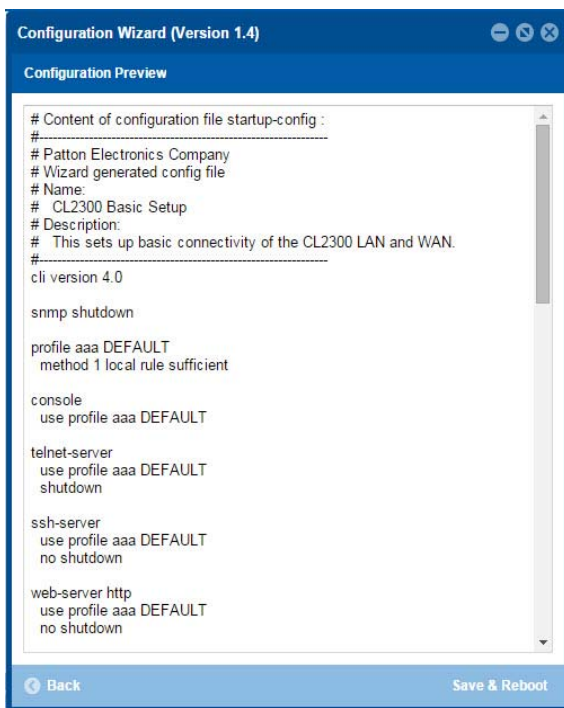 Configuration Wizard (Version 1.4)
Configuration Preview
# Content of configuration file startup-config :
#----------------------------------------------------------------
# Patton Electronics Company
# Wizard generated config file
# Name:
#   CL2300 Basic Setup
# Description:
#   This sets up basic connectivity of the CL2300 LAN and WAN.
#----------------------------------------------------------------
cli version 4.0
snmp shutdown
profile aaa DEFAULT
  method 1 local rule sufficient
console
  use profile aaa DEFAULT
telnet-server
  use profile aaa DEFAULT
  shutdown
ssh-server
  use profile aaa DEFAULT
  no shutdown
web-server http
  use profile aaa DEFAULT
  no shutdown
Back
Save & Reboot